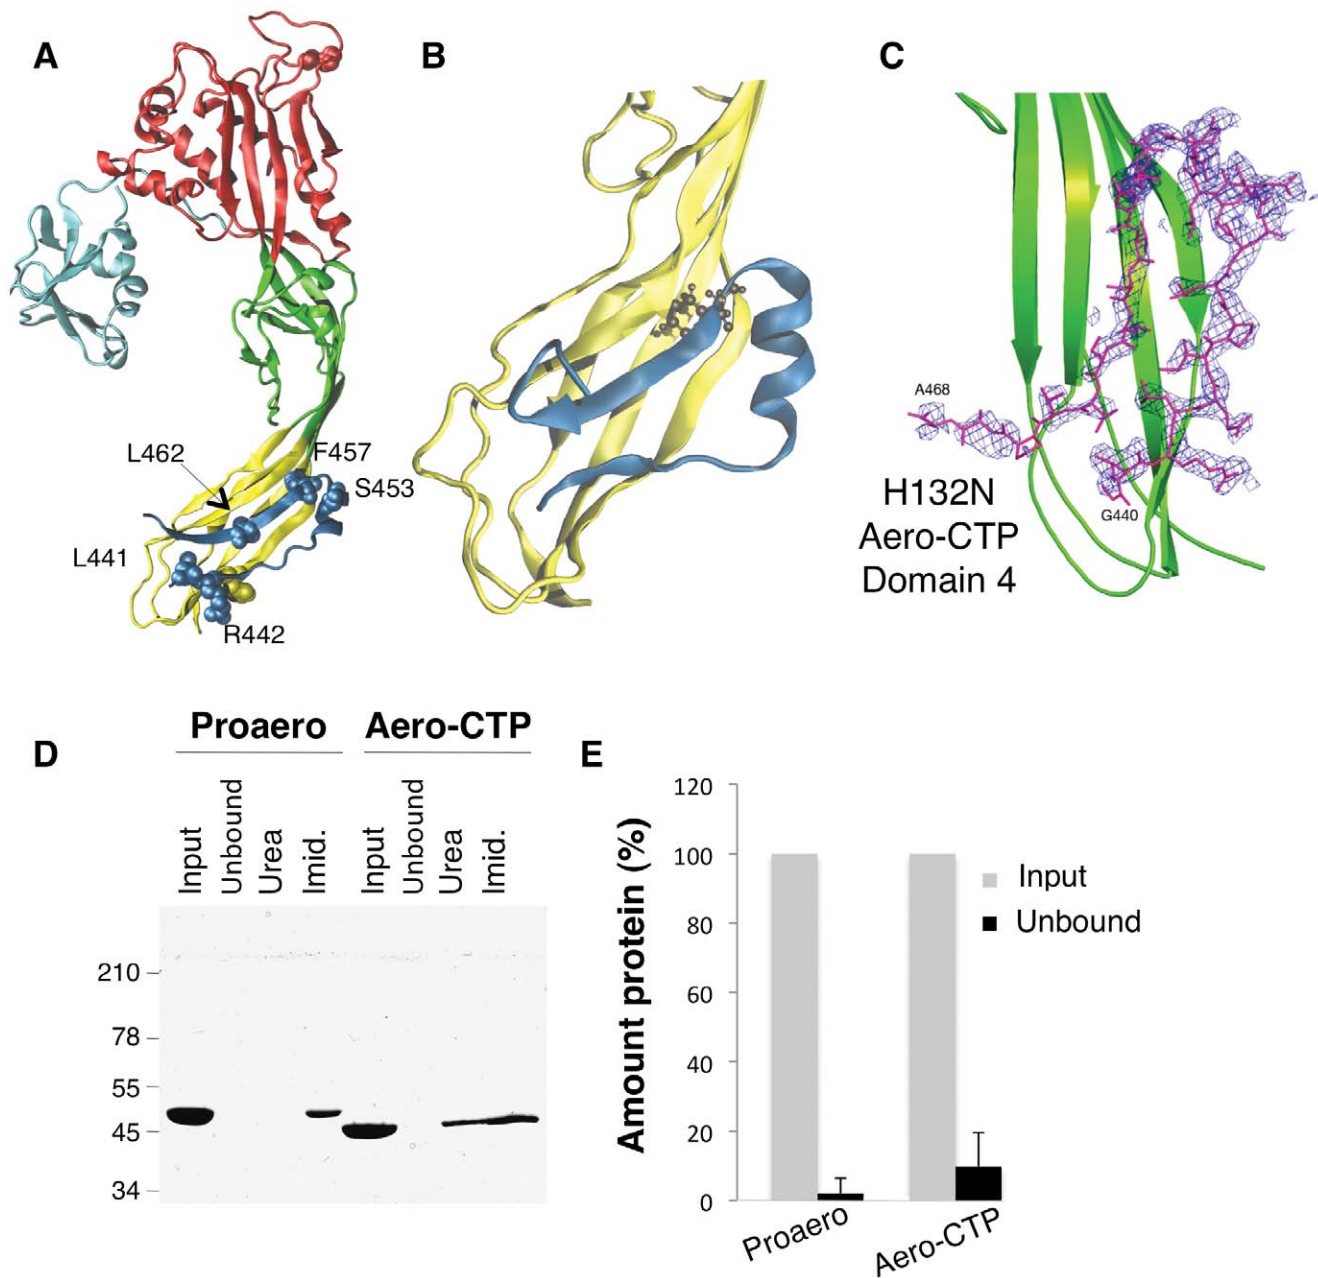 A
B
C
L462
F457
S453
L441
R442
A468
G440
H132N
Aero-CTP
Domain 4
D
Proaero
Aero-CTP
Input
Unbound
Urea
Imid.
Input
Unbound
Urea
Imid.
210
78
55
45
34
E
Amount protein (%)
120
100
80
60
40
20
0
Input
Unbound
Proaero
Aero-CTP